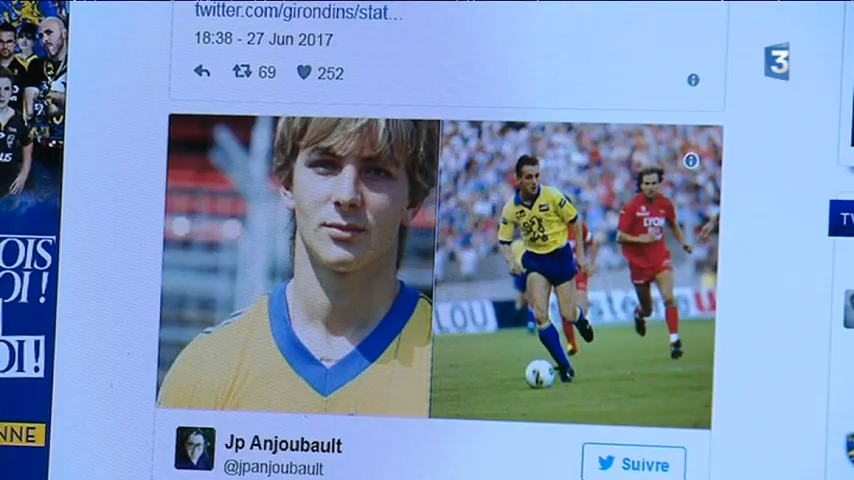 twitter.com/girondins/stat...
18:38 - 27 Jun 2017
69
252
3
OIS
OI!
OI!
NNE
LYON
LOU
Jp Anjoubault
@jpanjoubault
Suivre
TV